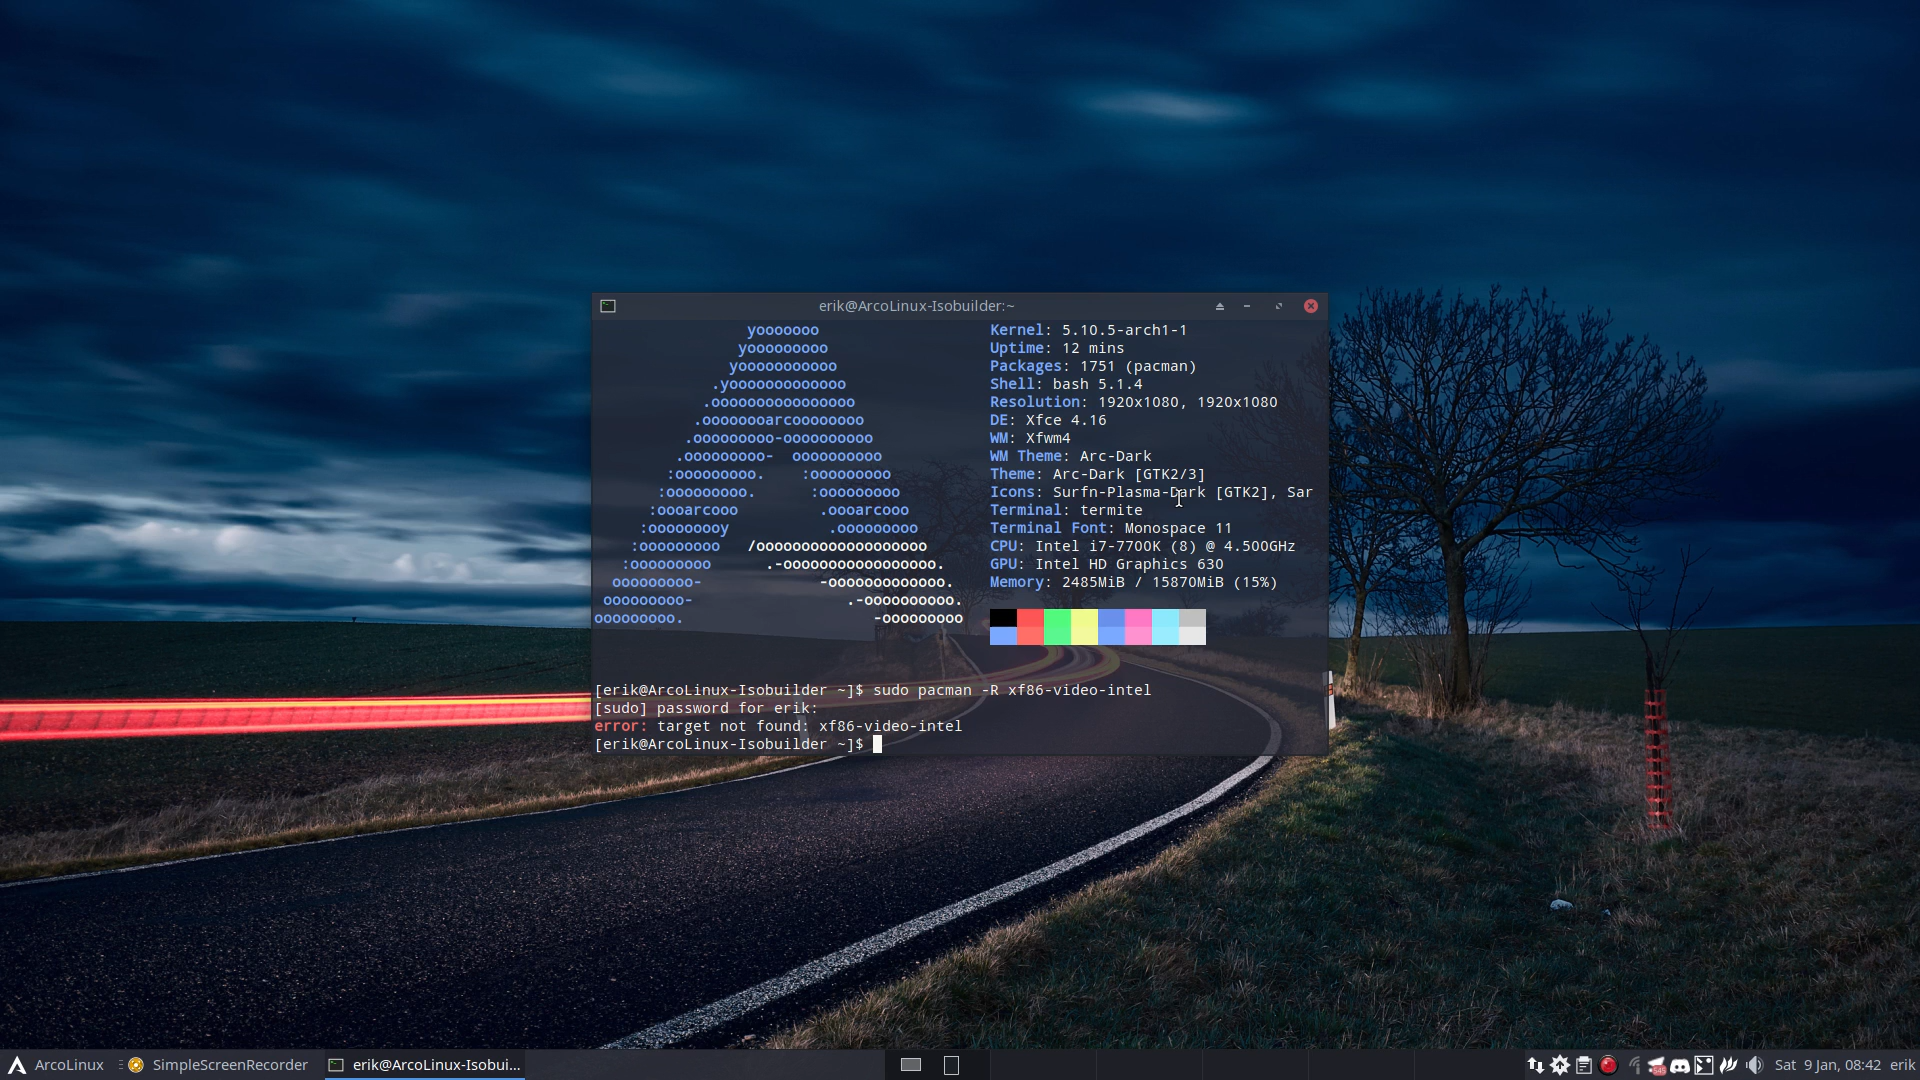 erik@ArcoLinux-Isobuilder:~
yooooooo Kernel: 5.10.5-arch1-1
yooooooooo Uptime: 12 mins
yooooooooooo Packages: 1751 (pacman)
.yooooooooooooo Shell: bash 5.1.4
.oooooooooooooooo Resolution: 1920x1080, 1920x1080
.oooooooarcoooooooo DE: Xfce 4.16
.ooooooooo-oooooooooo WM: Xfwm4
.ooooooooo- oooooooooo WM Theme: Arc-Dark
:ooooooooo. :ooooooooo Theme: Arc-Dark [GTK2/3]
:ooooooooo. :ooooooooo Icons: Surfn-Plasma-Dark [GTK2], Sar
:oooarcooo .oooarcooo Terminal: termite
:ooooooooy .ooooooooo Terminal Font: Monospace 11
:ooooooooo /ooooooooooooooooooo CPU: Intel i7-7700K (8) @ 4.500GHz
:ooooooooo .-ooooooooooooooooo. GPU: Intel HD Graphics 630
ooooooooo- -ooooooooooooo. Memory: 2485MiB / 15870MiB (15%)
ooooooooo- .-oooooooooo.
ooooooooo. -ooooooooo
[erik@ArcoLinux-Isobuilder ~]$ sudo pacman -R xf86-video-intel
[sudo] password for erik:
error: target not found: xf86-video-intel
[erik@ArcoLinux-Isobuilder ~]$
ArcoLinux SimpleScreenRecorder erik@ArcoLinux-Isobui... 545 Sat 9 Jan, 08:42 erik